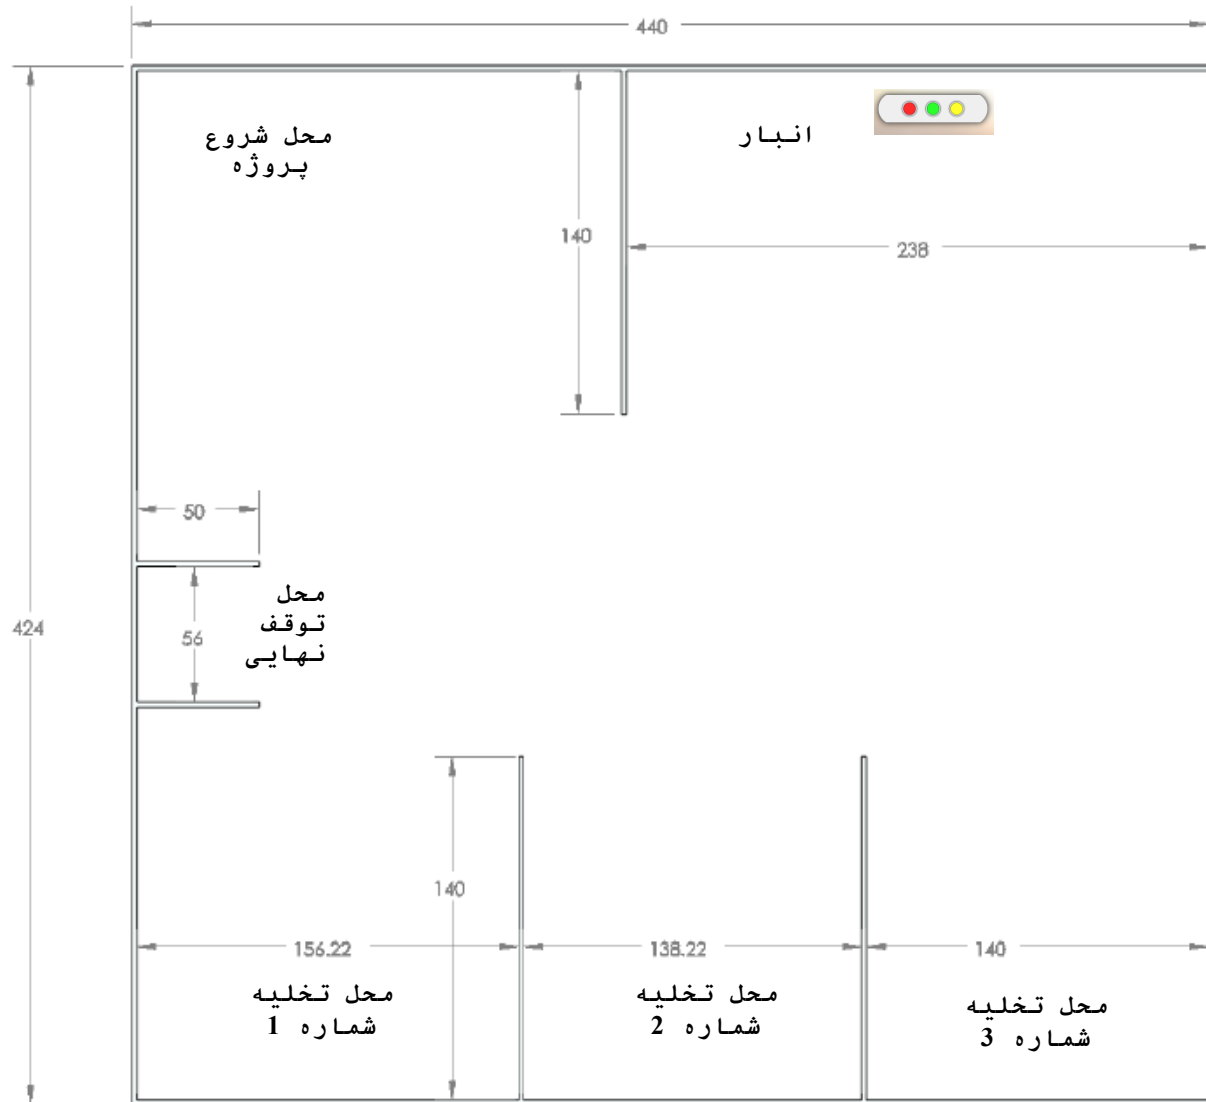 440
محل شروع
پروژه
انبار
140
238
50
محل
توقف
نهایی
56
424
140
156.22
138.22
140
محل تخلیه
شماره 1
محل تخلیه
شماره 2
محل تخلیه
شماره 3